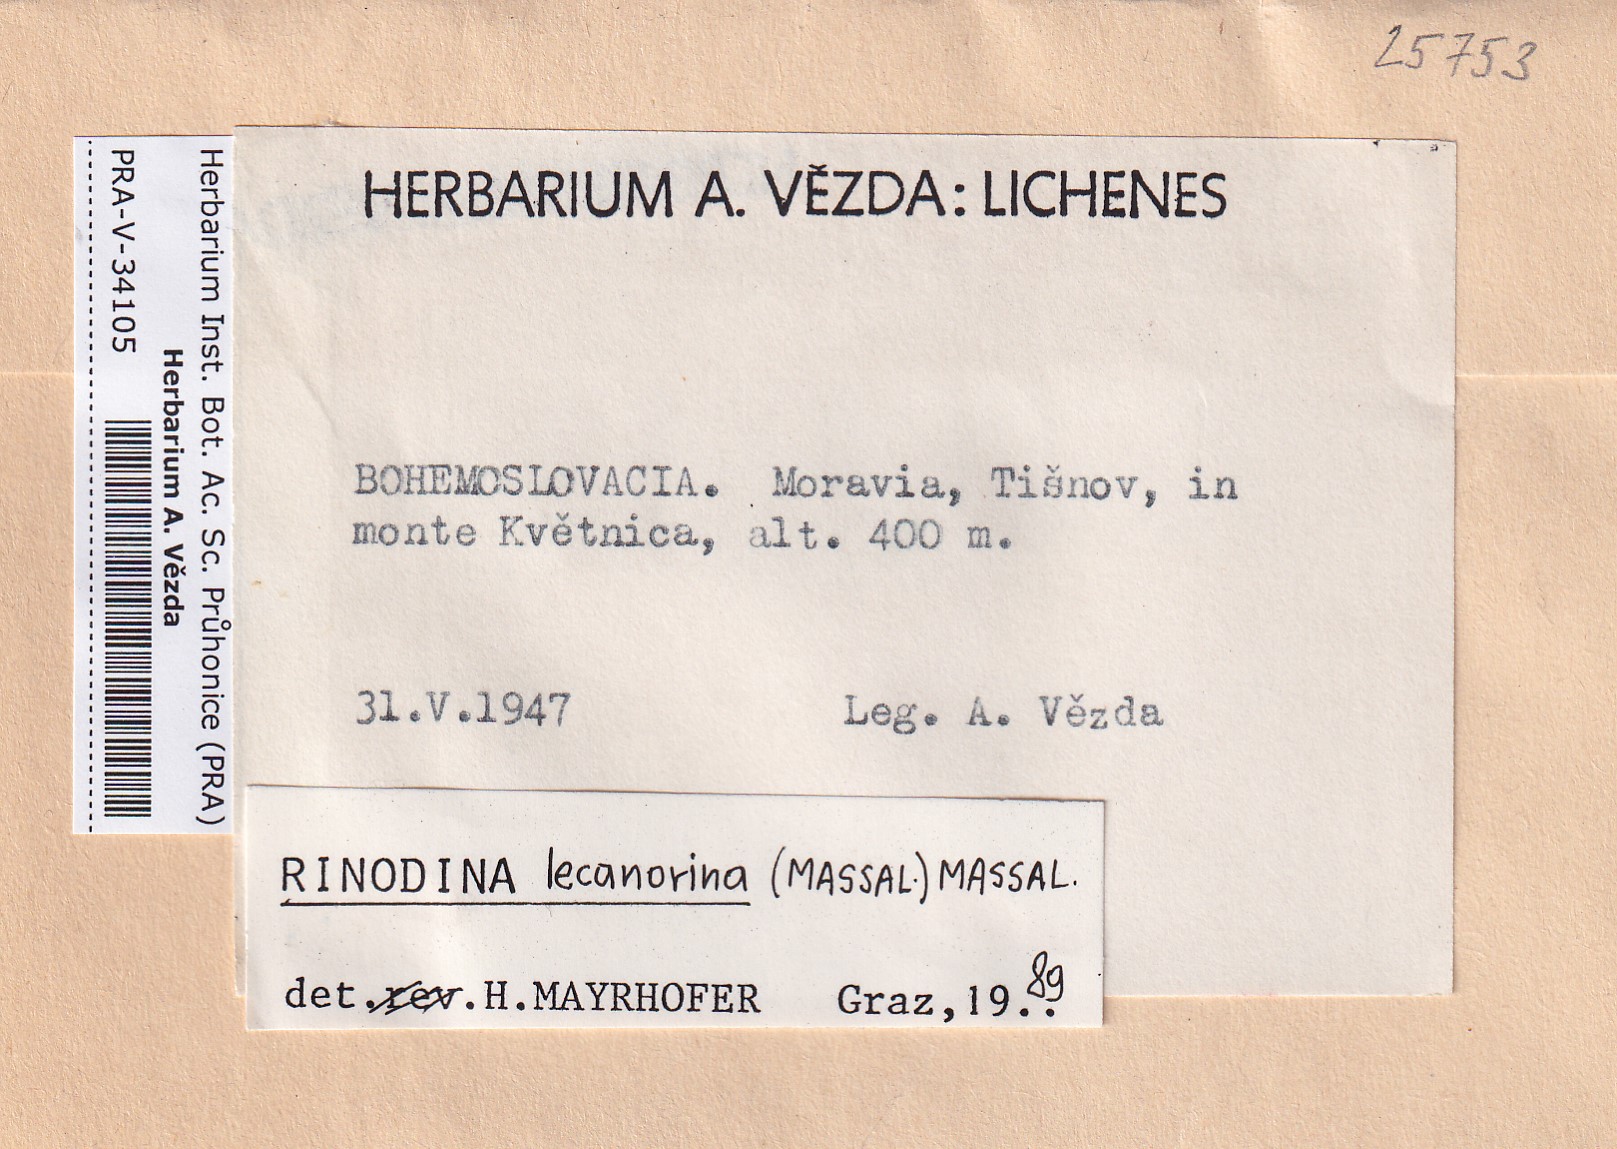 25753
HERBARIUM A. VĚZDA: LICHENES
BOHEMOSLOVACIA. Moravia, Tišnov, in
monte Květnica, alt. 400 m.
31.V.1947 Leg. A. Vězda
RINODINA lecanorina (MASSAL.) MASSAL.
det. rev. H. MAYRHOFER Graz, 19.89.
Herbarium Inst. Bot. Ac. Sc. Průhonice (PRA)
Herbarium A. Vězda
PRA-V-34105